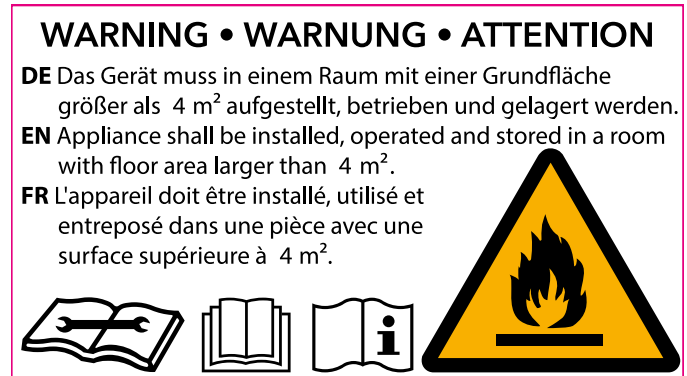 WARNING • WARNUNG • ATTENTION
DE Das Gerät muss in einem Raum mit einer Grundfläche
größer als 4 m² aufgestellt, betrieben und gelagert werden.
EN Appliance shall be installed, operated and stored in a room
with floor area larger than 4 m².
FR L'appareil doit être installé, utilisé et
entreposé dans une pièce avec une
surface supérieure à 4 m².
i